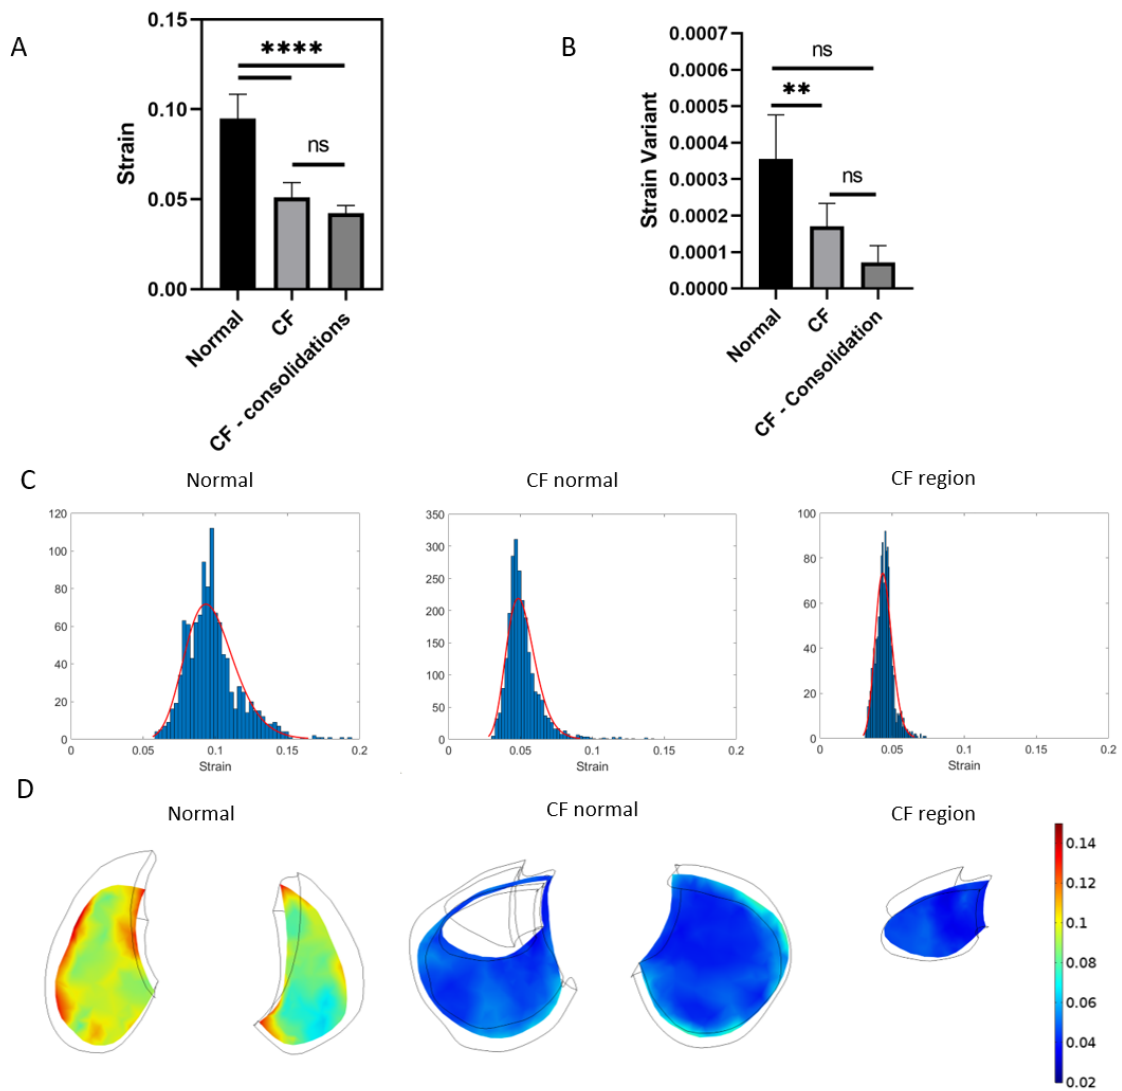 A
0.15
0.10
0.05
0.00
Strain
****
ns
Normal
CF
CF - consolidations
B
0.0007
0.0006
0.0005
0.0004
0.0003
0.0002
0.0001
0.0000
Strain Variant
ns
**
ns
Normal
CF
CF - Consolidation
C
Normal
CF normal
CF region
120
100
80
60
40
20
0
0 0.05 0.1 0.15 0.2
Strain
350
300
250
200
150
100
50
0
0 0.05 0.1 0.15 0.2
Strain
100
80
60
40
20
0
0 0.05 0.1 0.15 0.2
Strain
D
Normal
CF normal
CF region
0.14
0.12
0.1
0.08
0.06
0.04
0.02